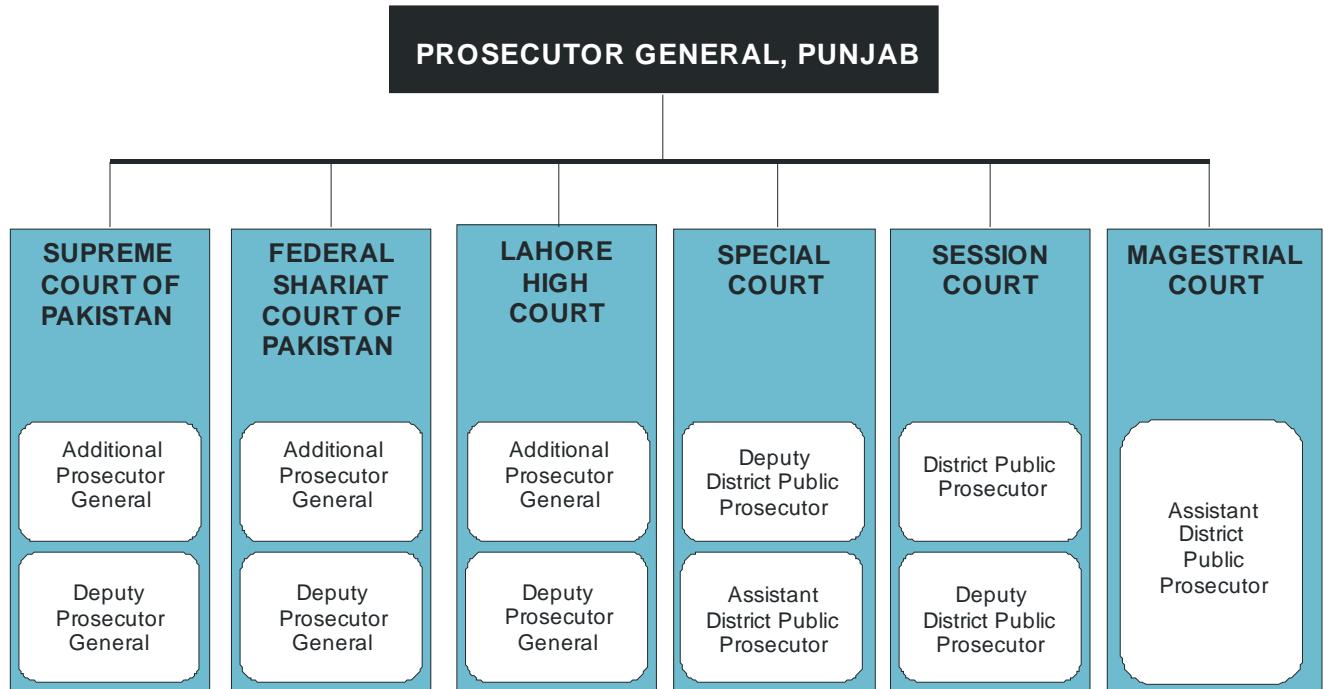 PROSECUTOR GENERAL, PUNJAB
SUPREME
COURT OF
PAKISTAN
Additional
Prosecutor
General
Deputy
Prosecutor
General
FEDERAL
SHARIAT
COURT OF
PAKISTAN
Additional
Prosecutor
General
Deputy
Prosecutor
General
LAHORE
HIGH
COURT
Additional
Prosecutor
General
Deputy
Prosecutor
General
SPECIAL
COURT
Deputy
District Public
Prosecutor
Assistant
District Public
Prosecutor
SESSION
COURT
District Public
Prosecutor
Deputy
District Public
Prosecutor
MAGESTRIAL
COURT
Assistant
District
Public
Prosecutor